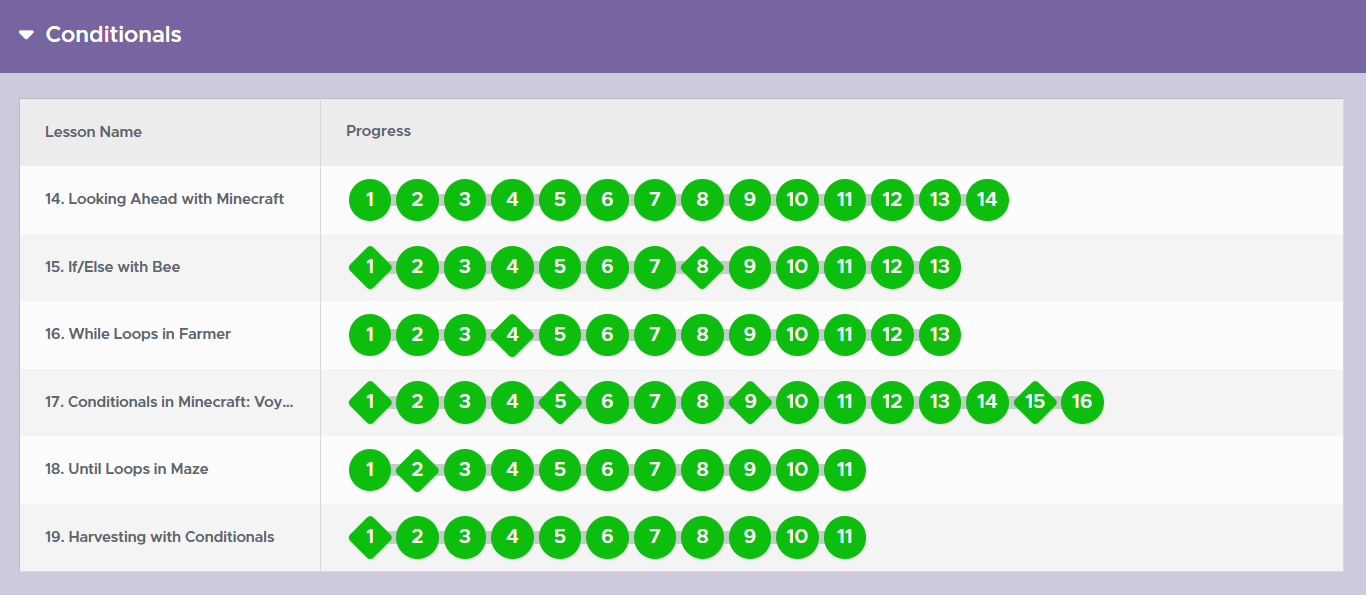 Conditionals
Lesson Name Progress
14. Looking Ahead with Minecraft 1 2 3 4 5 6 7 8 9 10 11 12 13 14
15. If/Else with Bee 1 2 3 4 5 6 7 8 9 10 11 12 13
16. While Loops in Farmer 1 2 3 4 5 6 7 8 9 10 11 12 13
17. Conditionals in Minecraft: Voy... 1 2 3 4 5 6 7 8 9 10 11 12 13 14 15 16
18. Until Loops in Maze 1 2 3 4 5 6 7 8 9 10 11
19. Harvesting with Conditionals 1 2 3 4 5 6 7 8 9 10 11